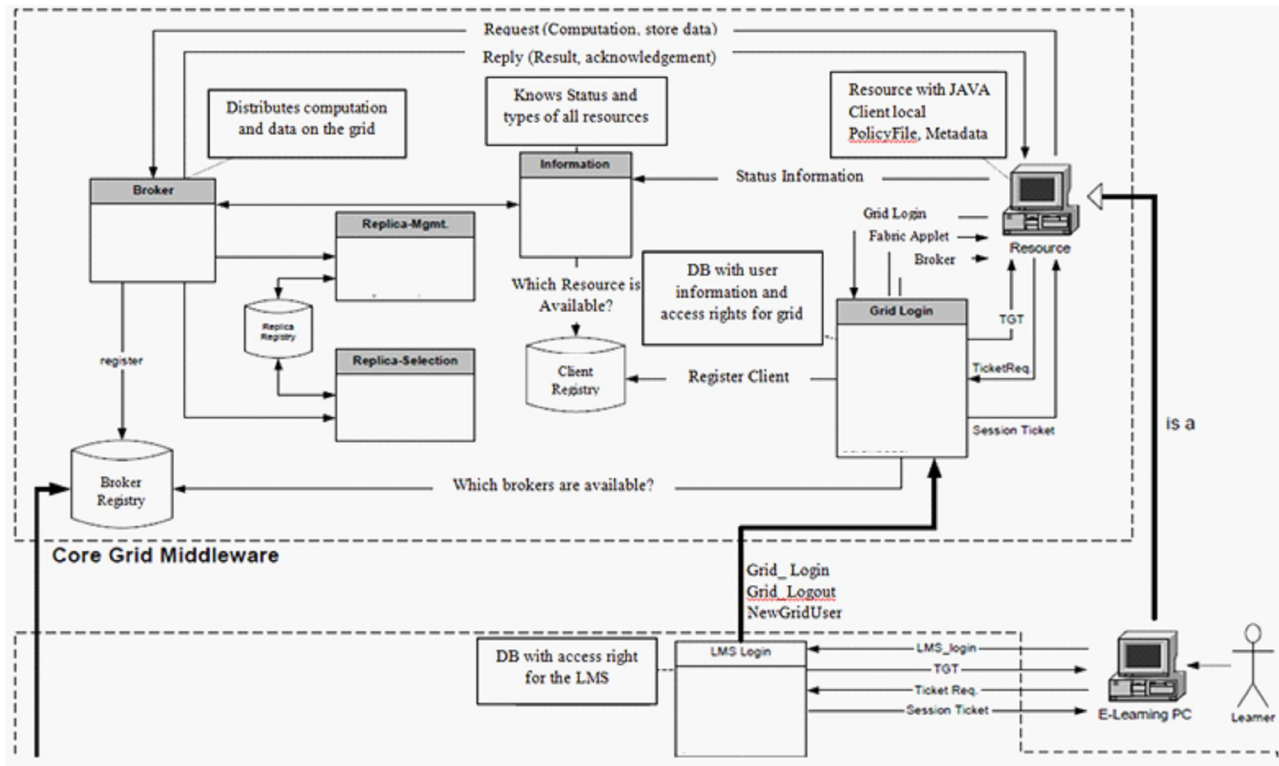 Request (Computation, store data)
Reply (Result, acknowledgement)
Distributes computation
and data on the grid
Knows Status and
types of all resources
Resource with JAVA
Client local
PolicyFile, Metadata
Broker
Information
Status Information
Resource
Replica-Mgmt.
Grid Login
Fabric Applet
Broker
DB with user
information and
access rights for grid
Which Resource is
Available?
Grid Login
TGT
Replica
Registry
register
Replica-Selection
Client
Registry
Register Client
TicketReq.
Session Ticket
is a
Broker
Registry
Which brokers are available?
Core Grid Middleware
Grid_ Login
Grid_Logout
NewGridUser
DB with access right
for the LMS
LMS Login
LMS_login
TGT
Ticket Req.
Session Ticket
E-Learning PC
Learner